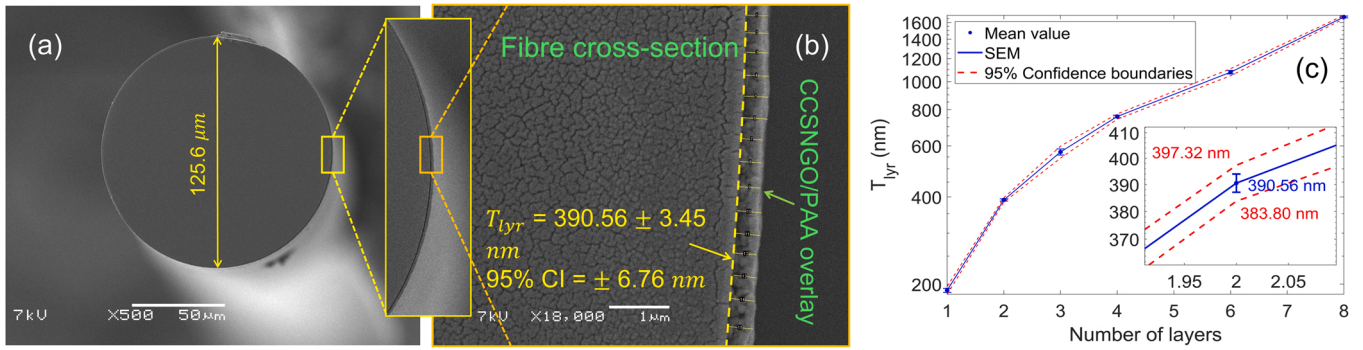 (a)
125.6 μm
7kV X500 50μm
Fibre cross-section
(b)
CCSNGO/PAA overlay
T_lyr = 390.56 ± 3.45
nm
95% CI = ± 6.76 nm
7kV X18,000 1μm
(c)
Mean value
SEM
95% Confidence boundaries
T_lyr (nm)
1600
1000
800
600
400
200
1 2 3 4 5 6 7 8
Number of layers
410
400
390
380
370
1.95 2 2.05
397.32 nm
390.56 nm
383.80 nm